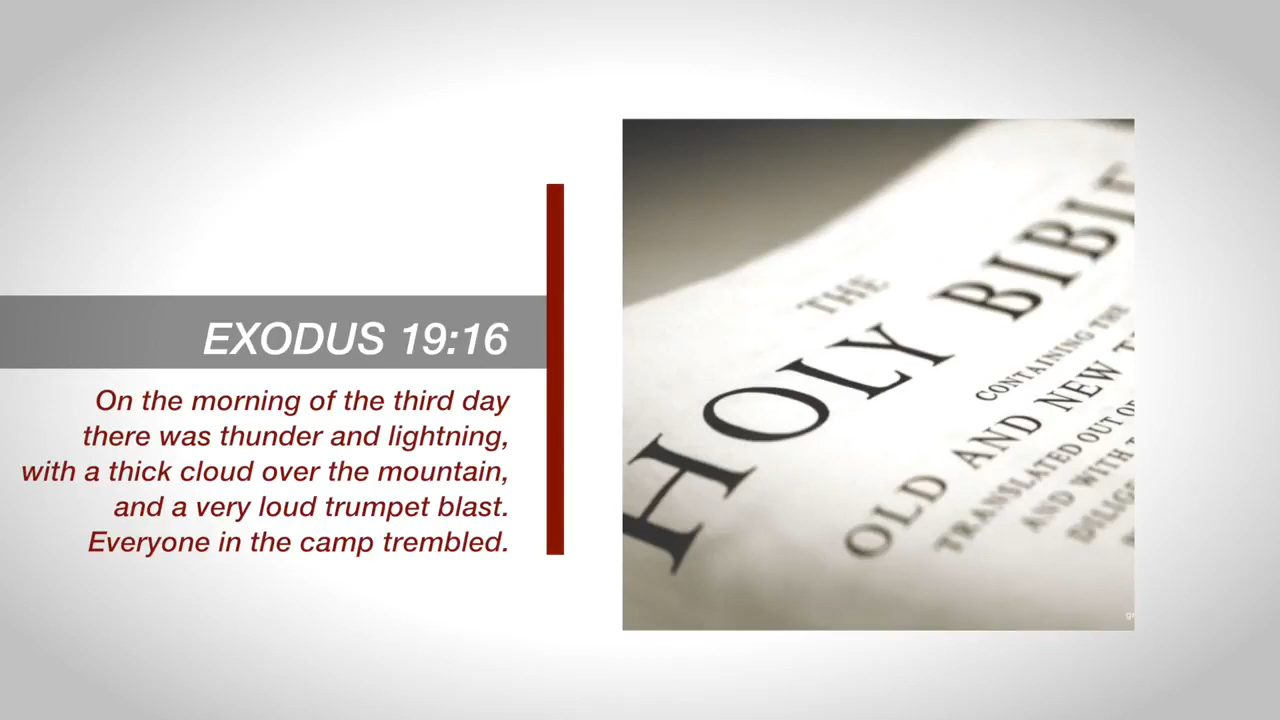 EXODUS 19:16
On the morning of the third day
there was thunder and lightning,
with a thick cloud over the mountain,
and a very loud trumpet blast.
Everyone in the camp trembled.
THE
HOLY BIBL
CONTAINING THE
OLD AND NEW
TRANSLATED OUT OF
AND WITH